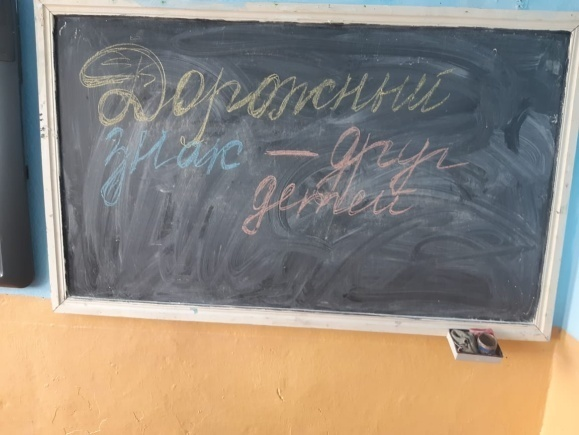 Дорожный
знак — друг
детей